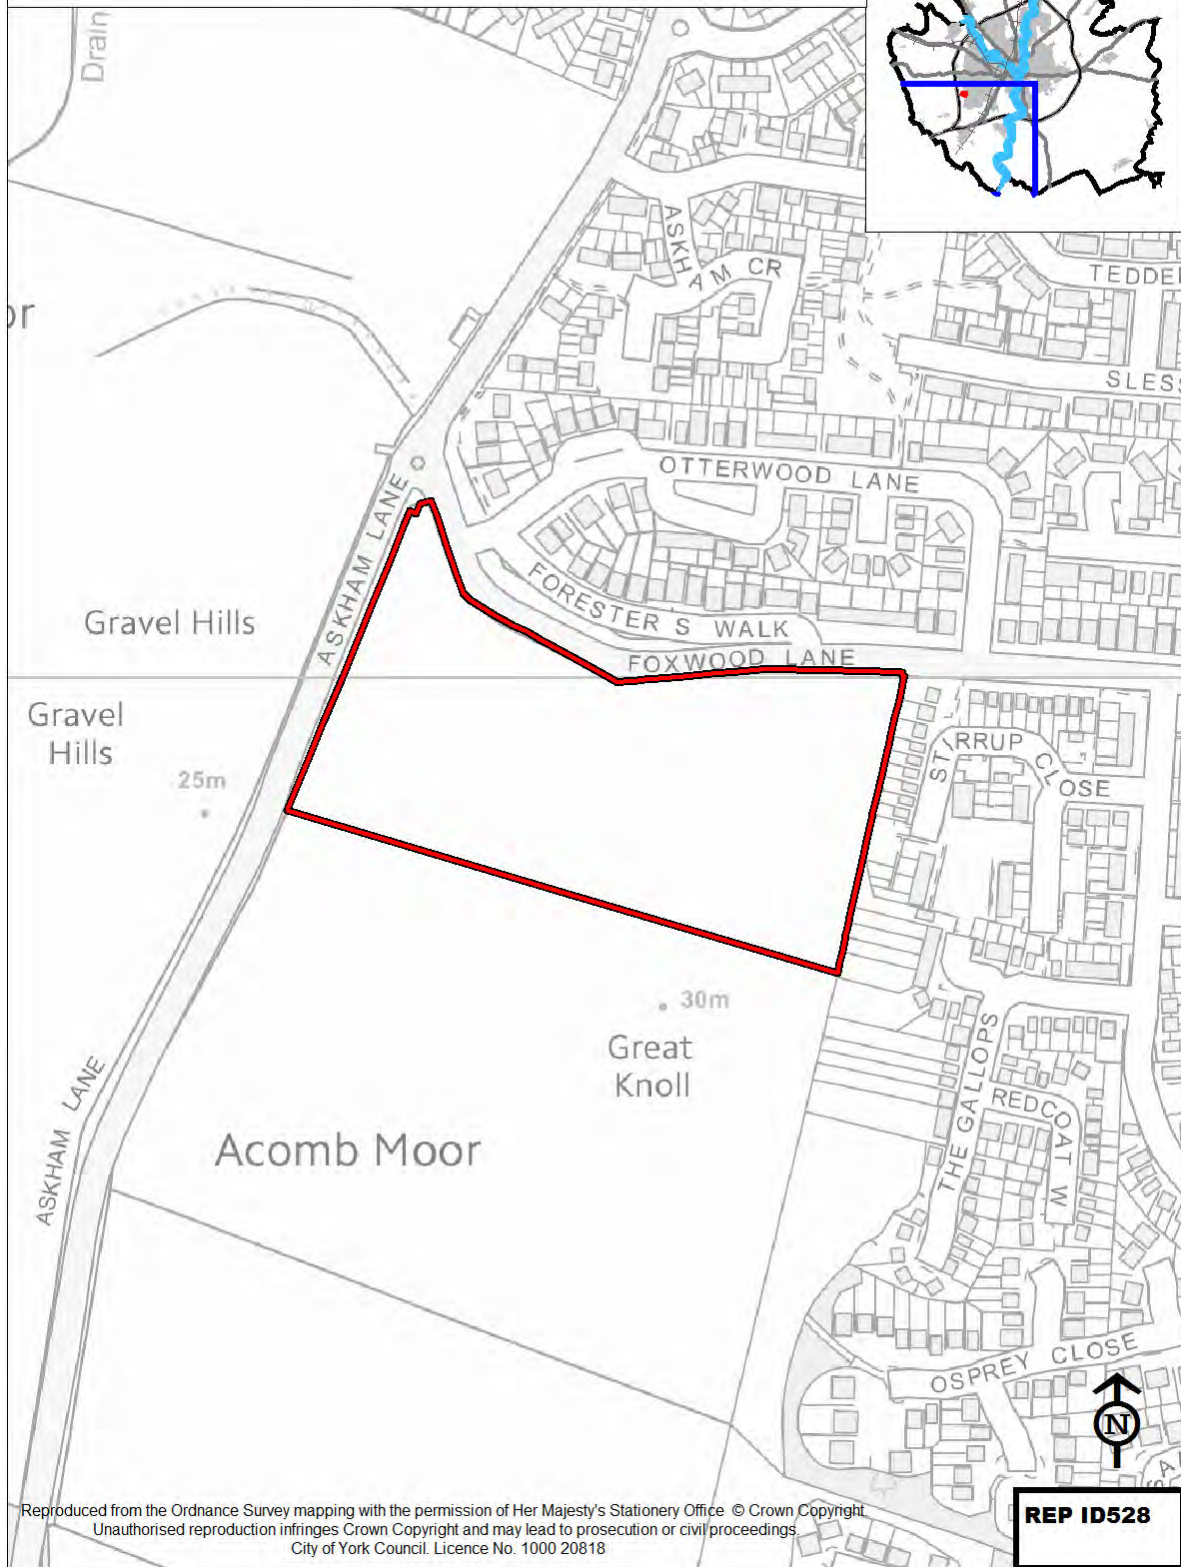 Drain
or
ASKHAM CR
TEDDE
SLESS
OTTERWOOD LANE
ASKHAM LANE
FORESTER S WALK
FOXWOOD LANE
Gravel Hills
Gravel
Hills
25m
STIRRUP CLOSE
30m
Great
Knoll
THE GALLOPS
REDCOAT W
ASKHAM LANE
Acomb Moor
OSPREY CLOSE
N
Reproduced from the Ordnance Survey mapping with the permission of Her Majesty's Stationery Office © Crown Copyright.
Unauthorised reproduction infringes Crown Copyright and may lead to prosecution or civil proceedings.
City of York Council. Licence No. 1000 20818
REP ID528